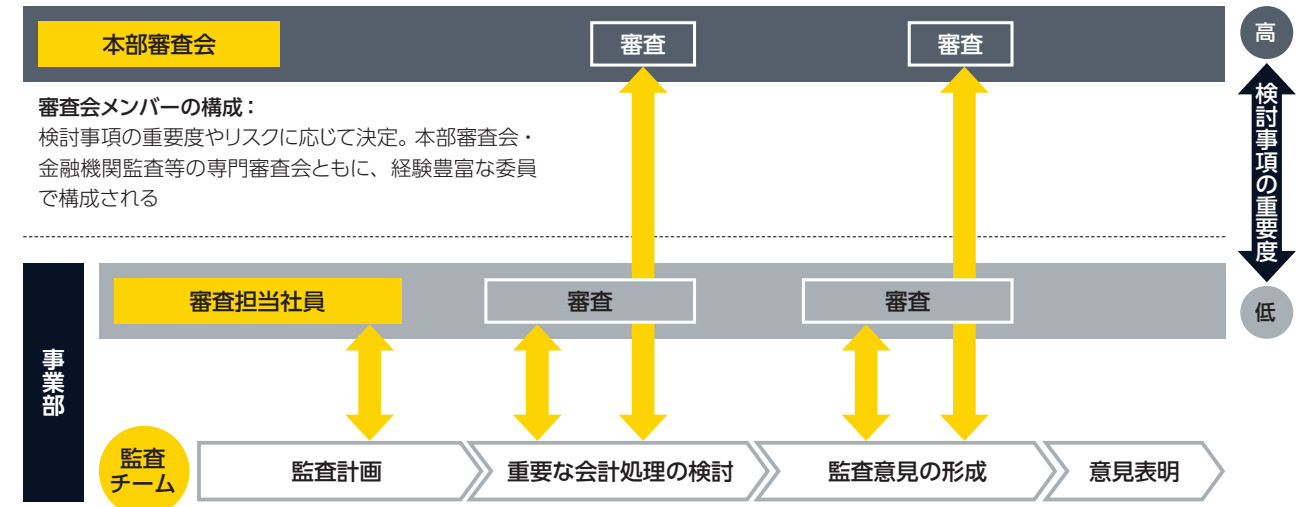 本部審査会
審査
審査
高
審査会メンバーの構成：
検討事項の重要度やリスクに応じて決定。本部審査会・
金融機関監査等の専門審査会ともに、経験豊富な委員
で構成される
検討事項の重要度
低
事業部
審査担当社員
審査
審査
監査
チーム
監査計画
重要な会計処理の検討
監査意見の形成
意見表明